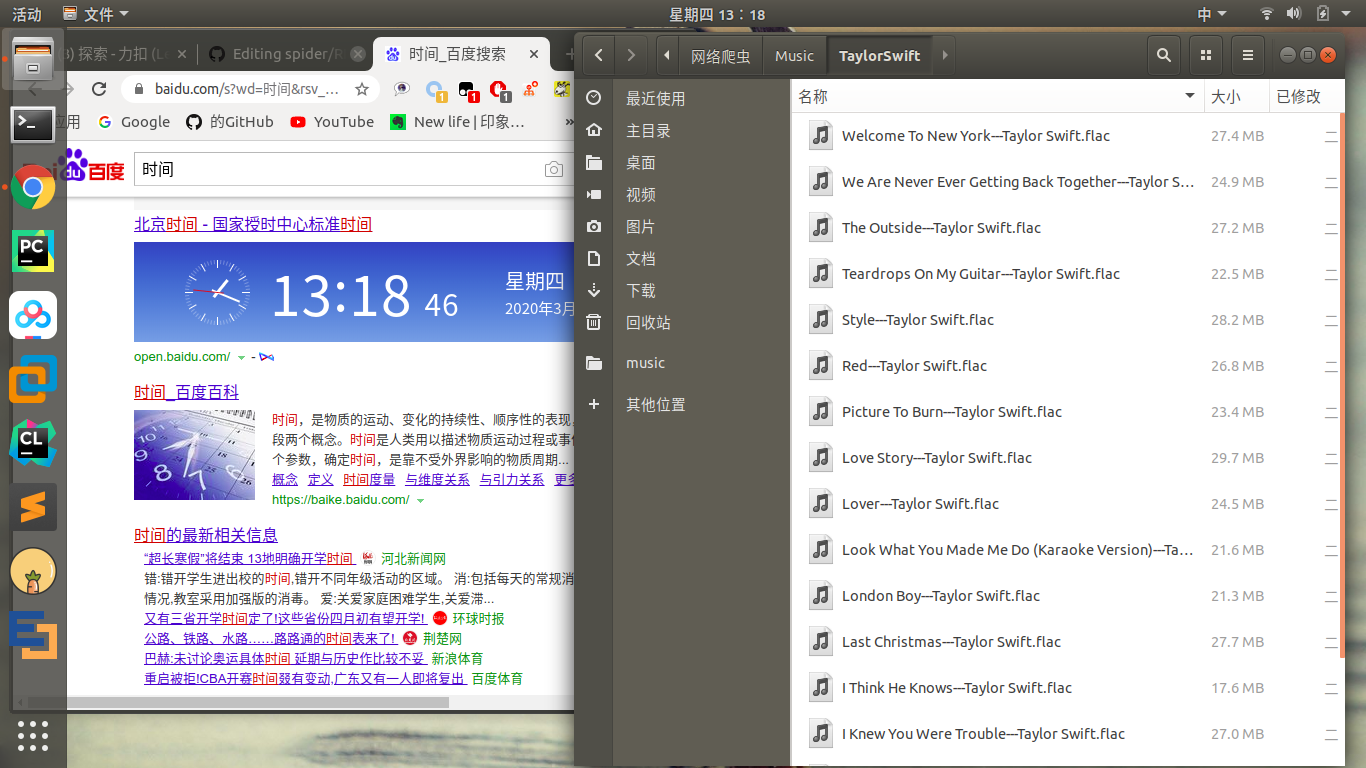 活动 文件 星期四 13：18 中
探索 - 力扣 (L Editing spider/R 时间_百度搜索
baidu.com/s?wd=时间&rsv_... 1 1 1
应用 Google 的GitHub YouTube New life | 印象… »
百度 时间
北京时间 - 国家授时中心标准时间
13:18 46 星期四
2020年3月
open.baidu.com/ -
时间_百度百科
时间，是物质的运动、变化的持续性、顺序性的表现，
段两个概念。时间是人类用以描述物质运动过程或事
个参数，确定时间，是靠不受外界影响的物质周期...
概念 定义 时间度量 与维度关系 与引力关系 更多
https://baike.baidu.com/
时间的最新相关信息
“超长寒假”将结束 13地明确开学时间 河北新闻网
错:错开学生进出校的时间,错开不同年级活动的区域。 消:包括每天的常规消
情况,教室采用加强版的消毒。 爱:关爱家庭困难学生,关爱滞...
又有三省开学时间定了!这些省份四月初有望开学! 环球时报
公路、铁路、水路……路路通的时间表来了! 荆楚网
巴赫:未讨论奥运具体时间 延期与历史作比较不妥 新浪体育
重启被拒!CBA开赛时间叕有变动,广东又有一人即将复出 百度体育
PC
CL
网络爬虫 Music TaylorSwift
最近使用
主目录
桌面
视频
图片
文档
下载
回收站
music
其他位置
名称 大小 已修改
Welcome To New York---Taylor Swift.flac 27.4 MB 二
We Are Never Ever Getting Back Together---Taylor S… 24.9 MB 二
The Outside---Taylor Swift.flac 27.2 MB 二
Teardrops On My Guitar---Taylor Swift.flac 22.5 MB 二
Style---Taylor Swift.flac 28.2 MB 二
Red---Taylor Swift.flac 26.8 MB 二
Picture To Burn---Taylor Swift.flac 23.4 MB 二
Love Story---Taylor Swift.flac 29.7 MB 二
Lover---Taylor Swift.flac 24.5 MB 二
Look What You Made Me Do (Karaoke Version)---Ta… 21.6 MB 二
London Boy---Taylor Swift.flac 21.3 MB 二
Last Christmas---Taylor Swift.flac 27.7 MB 二
I Think He Knows---Taylor Swift.flac 17.6 MB 二
I Knew You Were Trouble---Taylor Swift.flac 27.0 MB 二